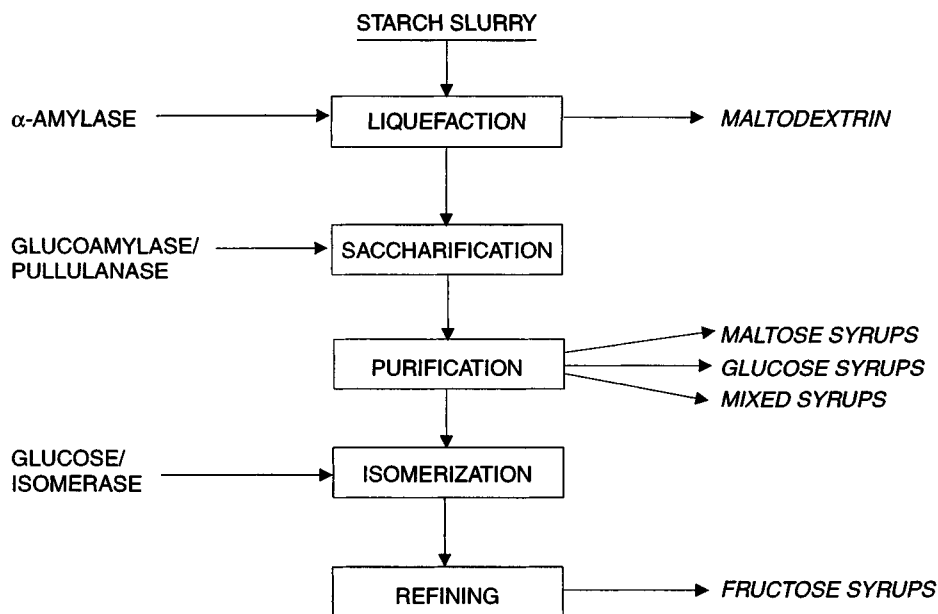 STARCH SLURRY
α-AMYLASE
LIQUEFACTION
MALTODEXTRIN
GLUCOAMYLASE/
PULLULANASE
SACCHARIFICATION
PURIFICATION
MALTOSE SYRUPS
GLUCOSE SYRUPS
MIXED SYRUPS
GLUCOSE/
ISOMERASE
ISOMERIZATION
REFINING
FRUCTOSE SYRUPS